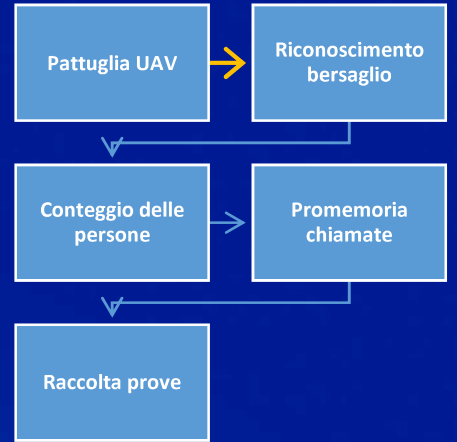 Pattuglia UAV
Riconoscimento
bersaglio
Conteggio delle
persone
Promemoria
chiamate
Raccolta prove